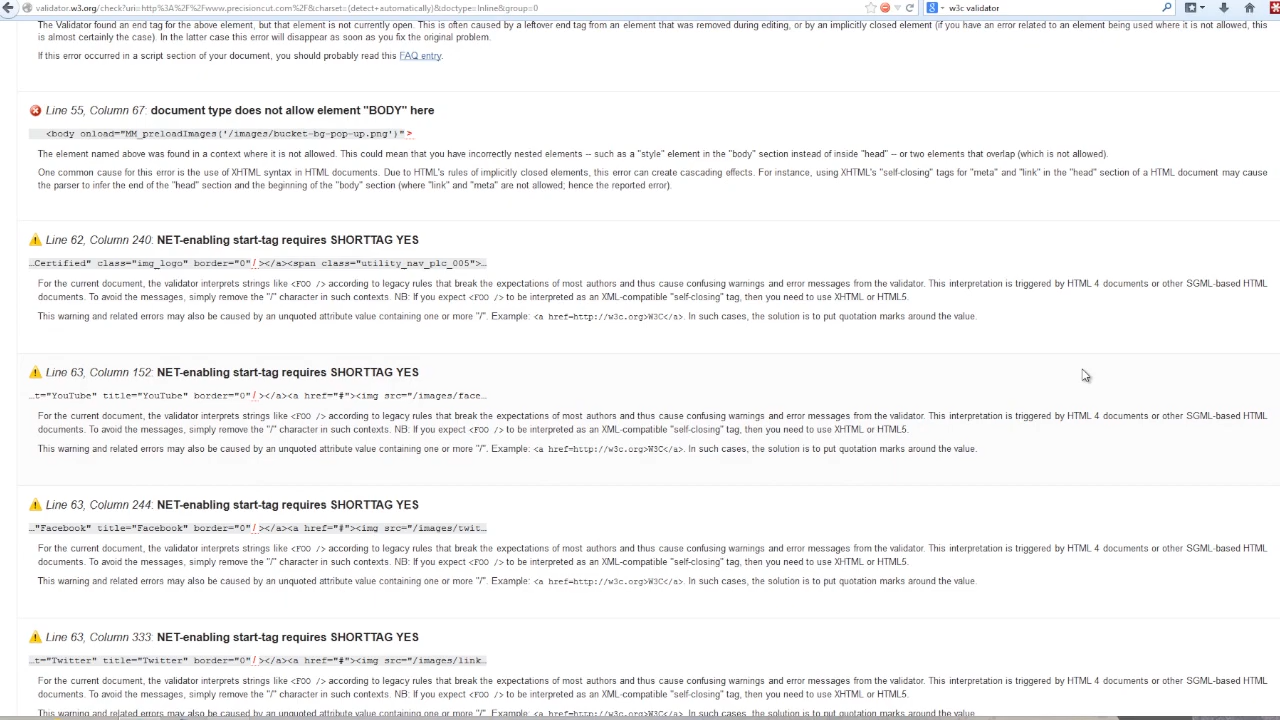 validator.w3.org/check?uri=http%3A%2F%2Fwww.precisioncut.com%2F&charset=(detect+automatically)&doctype=Inline&group=0
w3c validator
The Validator found an end tag for the above element, but that element is not currently open. This is often caused by a leftover end tag from an element that was removed during editing, or by an implicitly closed element (if you have an error related to an element being used where it is not allowed, this
is almost certainly the case). In the latter case this error will disappear as soon as you fix the original problem.
If this error occurred in a script section of your document, you should probably read this FAQ entry.
Line 55, Column 67: document type does not allow element "BODY" here
<body onload="MM_preloadImages('/images/bucket-bg-pop-up.png')">
The element named above was found in a context where it is not allowed. This could mean that you have incorrectly nested elements -- such as a "style" element in the "body" section instead of inside "head" -- or two elements that overlap (which is not allowed).
One common cause for this error is the use of XHTML syntax in HTML documents. Due to HTML's rules of implicitly closed elements, this error can create cascading effects. For instance, using XHTML's "self-closing" tags for "meta" and "link" in the "head" section of a HTML document may cause
the parser to infer the end of the "head" section and the beginning of the "body" section (where "link" and "meta" are not allowed; hence the reported error).
Line 62, Column 240: NET-enabling start-tag requires SHORTTAG YES
…Certified" class="img_logo" border="0"/></a><span class="utility_nav_plc_005">…
For the current document, the validator interprets strings like <FOO /> according to legacy rules that break the expectations of most authors and thus cause confusing warnings and error messages from the validator. This interpretation is triggered by HTML 4 documents or other SGML-based HTML
documents. To avoid the messages, simply remove the "/" character in such contexts. NB: If you expect <FOO /> to be interpreted as an XML-compatible "self-closing" tag, then you need to use XHTML or HTML5.
This warning and related errors may also be caused by an unquoted attribute value containing one or more "/". Example: <a href=http://w3c.org>W3C</a>. In such cases, the solution is to put quotation marks around the value.
Line 63, Column 152: NET-enabling start-tag requires SHORTTAG YES
…t="YouTube" title="YouTube" border="0"/></a><a href="#"><img src="/images/face…
For the current document, the validator interprets strings like <FOO /> according to legacy rules that break the expectations of most authors and thus cause confusing warnings and error messages from the validator. This interpretation is triggered by HTML 4 documents or other SGML-based HTML
documents. To avoid the messages, simply remove the "/" character in such contexts. NB: If you expect <FOO /> to be interpreted as an XML-compatible "self-closing" tag, then you need to use XHTML or HTML5.
This warning and related errors may also be caused by an unquoted attribute value containing one or more "/". Example: <a href=http://w3c.org>W3C</a>. In such cases, the solution is to put quotation marks around the value.
Line 63, Column 244: NET-enabling start-tag requires SHORTTAG YES
…"Facebook" title="Facebook" border="0"/></a><a href="#"><img src="/images/twit…
For the current document, the validator interprets strings like <FOO /> according to legacy rules that break the expectations of most authors and thus cause confusing warnings and error messages from the validator. This interpretation is triggered by HTML 4 documents or other SGML-based HTML
documents. To avoid the messages, simply remove the "/" character in such contexts. NB: If you expect <FOO /> to be interpreted as an XML-compatible "self-closing" tag, then you need to use XHTML or HTML5.
This warning and related errors may also be caused by an unquoted attribute value containing one or more "/". Example: <a href=http://w3c.org>W3C</a>. In such cases, the solution is to put quotation marks around the value.
Line 63, Column 333: NET-enabling start-tag requires SHORTTAG YES
…t="Twitter" title="Twitter" border="0"/></a><a href="#"><img src="/images/link…
For the current document, the validator interprets strings like <FOO /> according to legacy rules that break the expectations of most authors and thus cause confusing warnings and error messages from the validator. This interpretation is triggered by HTML 4 documents or other SGML-based HTML
documents. To avoid the messages, simply remove the "/" character in such contexts. NB: If you expect <FOO /> to be interpreted as an XML-compatible "self-closing" tag, then you need to use XHTML or HTML5.
This warning and related errors may also be caused by an unquoted attribute value containing one or more "/". Example: <a href=http://w3c.org>W3C</a>. In such cases, the solution is to put quotation marks around the value.